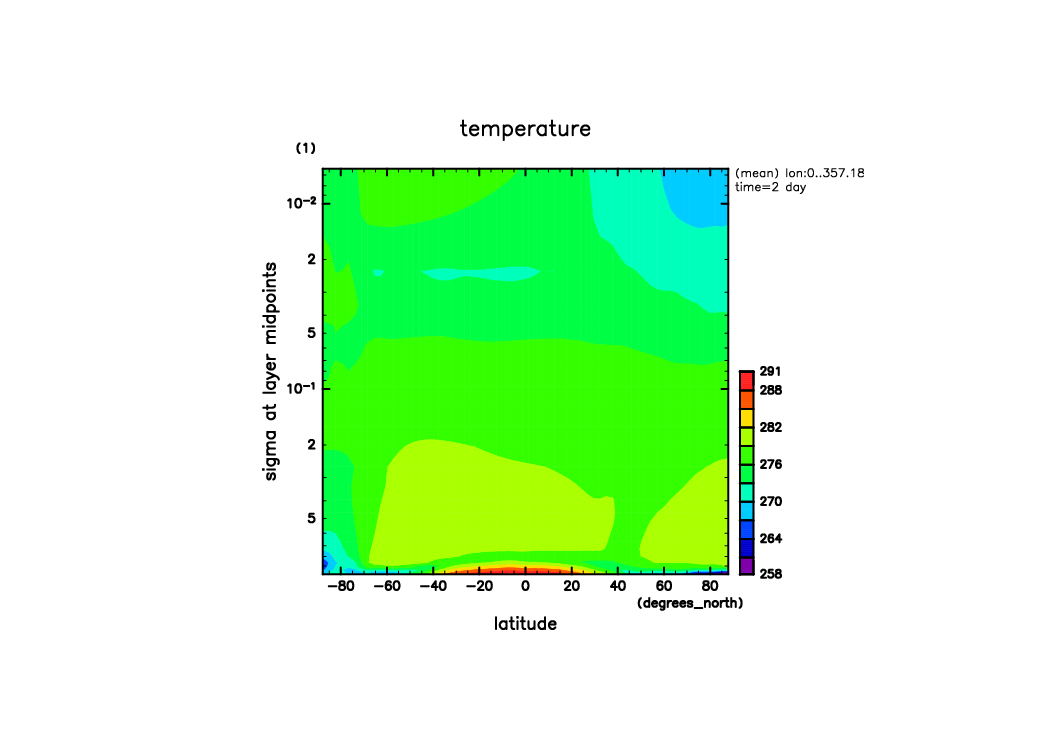 temperature
(1)
(mean) lon:0..357.18
time=2 day
10⁻²
2
5
10⁻¹
2
5
sigma at layer midpoints
291
288
282
276
270
264
258
−80 −60 −40 −20 0 20 40 60 80
(degrees_north)
latitude